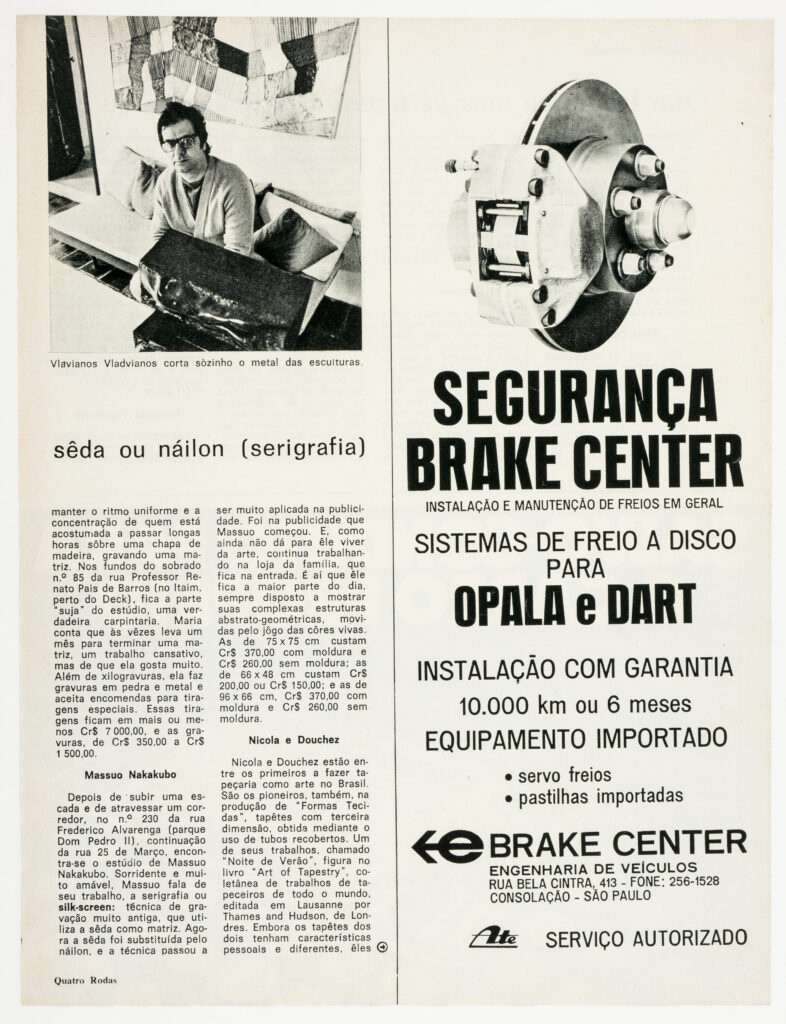 Vlavianos Vladvianos corta sòzinho o metal das esculturas.
sêda ou náilon (serigrafia)
manter o ritmo uniforme e a
concentração de quem está
acostumada a passar longas
horas sôbre uma chapa de
madeira, gravando uma ma-
triz. Nos fundos do sobrado
n.º 85 da rua Professor Re-
nato Pais de Barros (no Itaim,
perto do Deck), fica a parte
"suja" do estúdio, uma ver-
dadeira carpintaria. Maria
conta que às vêzes leva um
mês para terminar uma ma-
triz, um trabalho cansativo,
mas de que ela gosta muito.
Além de xilogravuras, ela faz
gravuras em pedra e metal e
aceita encomendas para tira-
gens especiais. Essas tira-
gens ficam em mais ou me-
nos Cr$ 7 000,00, e as gra-
vuras, de Cr$ 350,00 a Cr$
1 500,00.
Massuo Nakakubo
Depois de subir uma es-
cada e de atravessar um cor-
redor, no n.º 230 da rua
Frederico Alvarenga (parque
Dom Pedro II), continuação
da rua 25 de Março, encon-
tra-se o estúdio de Massuo
Nakakubo. Sorridente e mui-
to amável, Massuo fala de
seu trabalho, a serigrafia ou
silk-screen: técnica de gra-
vação muito antiga, que uti-
liza a sêda como matriz. Ago-
ra a sêda foi substituída pelo
náilon, e a técnica passou a
ser muito aplicada na publici-
dade. Foi na publicidade que
Massuo começou. E, como
ainda não dá para êle viver
da arte, continua trabalhan-
do na loja da família, que
fica na entrada. É aí que êle
fica a maior parte do dia,
sempre disposto a mostrar
suas complexas estruturas
abstrato-geométricas, movi-
das pelo jôgo das côres vivas.
As de 75 x 75 cm custam
Cr$ 370,00 com moldura e
Cr$ 260,00 sem moldura; as
de 66 x 48 cm custam Cr$
200,00 ou Cr$ 150,00; e as de
96 x 66 cm, Cr$ 370,00 com
moldura e Cr$ 260,00 sem
moldura.
Nicola e Douchez
Nicola e Douchez estão en-
tre os primeiros a fazer ta-
peçaria como arte no Brasil.
São os pioneiros, também, na
produção de "Formas Teci-
das", tapêtes com terceira
dimensão, obtida mediante o
uso de tubos recobertos. Um
de seus trabalhos, chamado
"Noite de Verão", figura no
livro "Art of Tapestry", co-
letânea de trabalhos de ta-
peceiros de todo o mundo,
editada em Lausanne por
Thames and Hudson, de Lon-
dres. Embora os tapêtes dos
dois tenham características
pessoais e diferentes, êles
Quatro Rodas
SEGURANÇA
BRAKE CENTER
INSTALAÇÃO E MANUTENÇÃO DE FREIOS EM GERAL
SISTEMAS DE FREIO A DISCO
PARA
OPALA e DART
INSTALAÇÃO COM GARANTIA
10.000 km ou 6 meses
EQUIPAMENTO IMPORTADO
• servo freios
• pastilhas importadas
BRAKE CENTER
ENGENHARIA DE VEÍCULOS
RUA BELA CINTRA, 413 - FONE: 256-1528
CONSOLAÇÃO - SÃO PAULO
Ate SERVIÇO AUTORIZADO